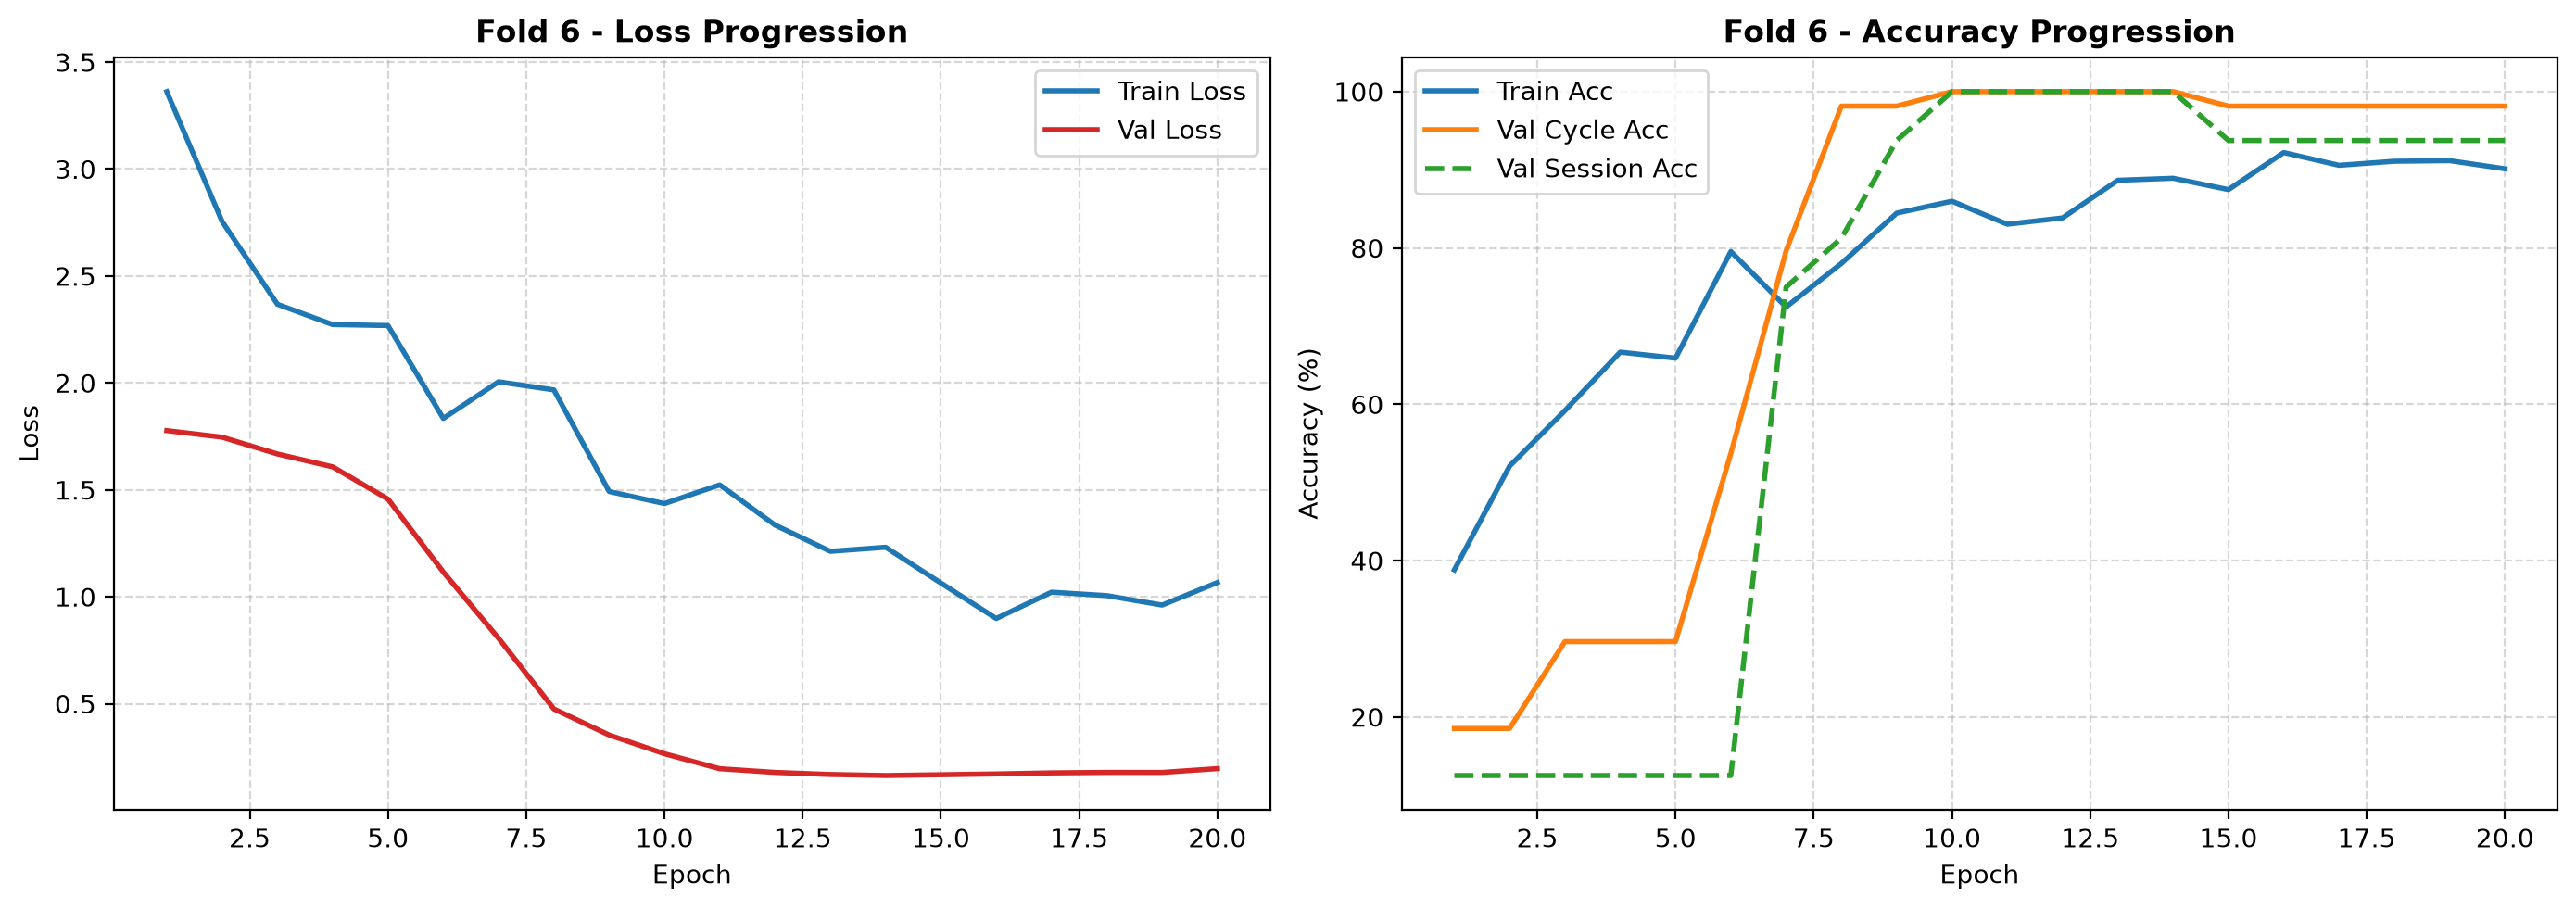 Fold 6 - Loss Progression
3.5
3.0
2.5
2.0
1.5
1.0
0.5
Loss
Train Loss
Val Loss
2.5 5.0 7.5 10.0 12.5 15.0 17.5 20.0
Epoch
Fold 6 - Accuracy Progression
100
80
60
40
20
Accuracy (%)
Train Acc
Val Cycle Acc
Val Session Acc
2.5 5.0 7.5 10.0 12.5 15.0 17.5 20.0
Epoch